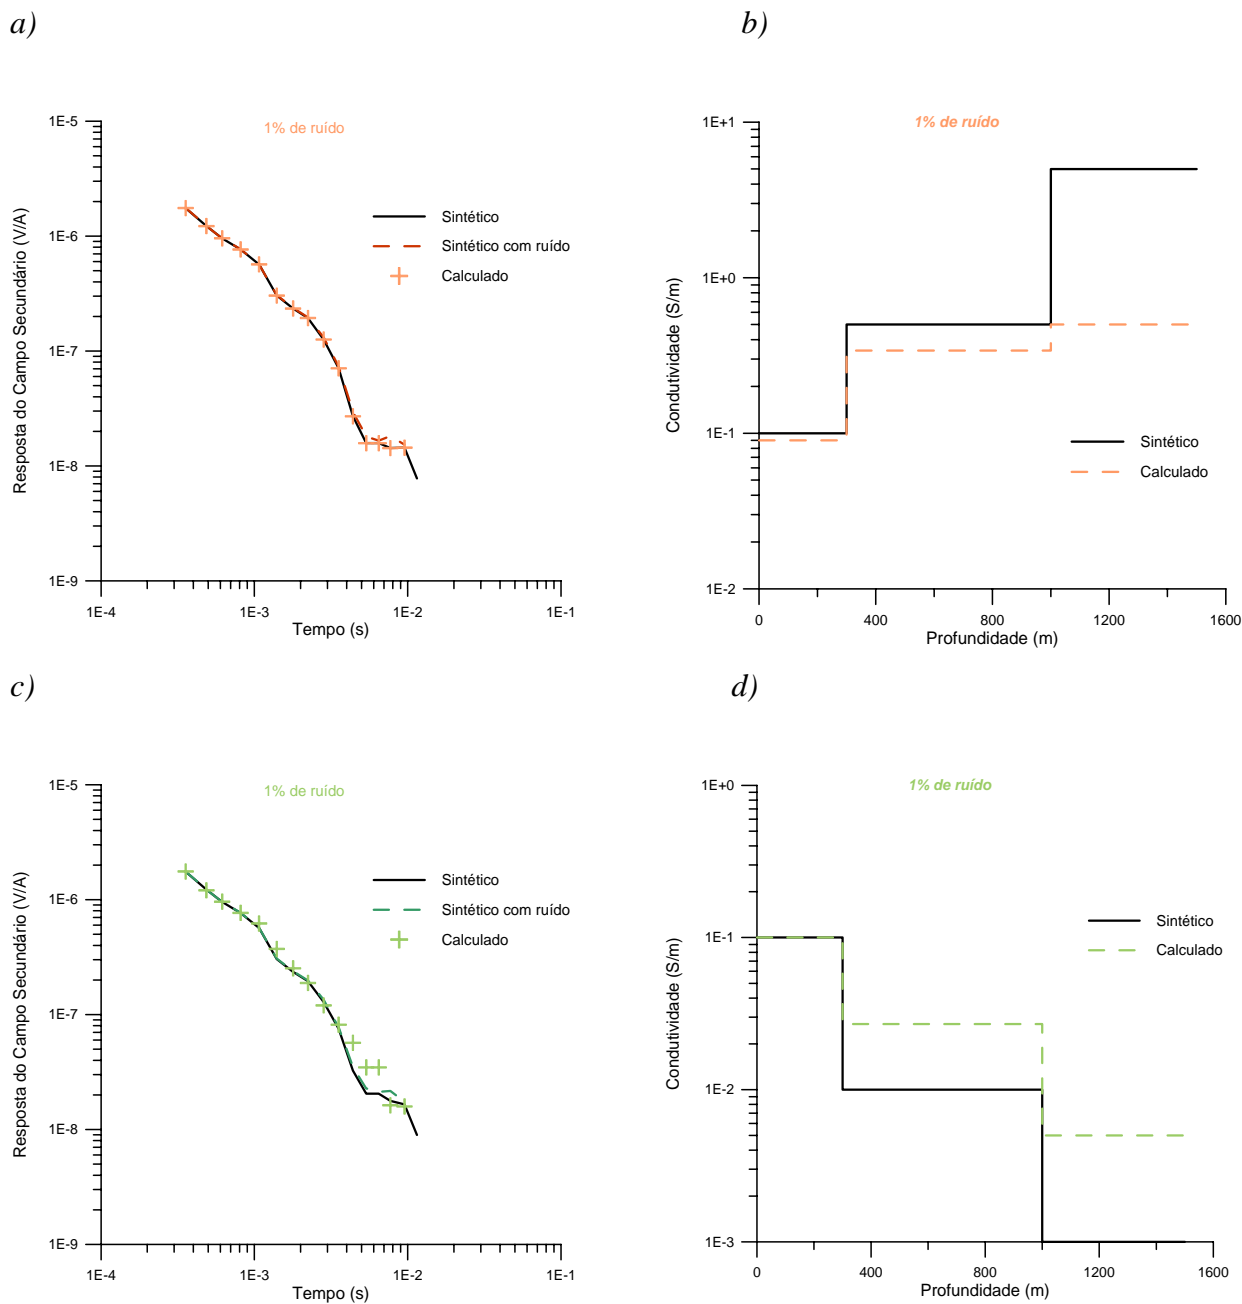 a)
1% de ruído
1E-5
1E-6
1E-7
1E-8
1E-9
Resposta do Campo Secundário (V/A)
Sintético
Sintético com ruído
Calculado
1E-4
1E-3
1E-2
1E-1
Tempo (s)
b)
1% de ruído
1E+1
1E+0
1E-1
1E-2
Condutividade (S/m)
Sintético
Calculado
0
400
800
1200
1600
Profundidade (m)
c)
1% de ruído
1E-5
1E-6
1E-7
1E-8
1E-9
Resposta do Campo Secundário (V/A)
Sintético
Sintético com ruído
Calculado
1E-4
1E-3
1E-2
1E-1
Tempo (s)
d)
1% de ruído
1E+0
1E-1
1E-2
1E-3
Condutividade (S/m)
Sintético
Calculado
0
400
800
1200
1600
Profundidade (m)